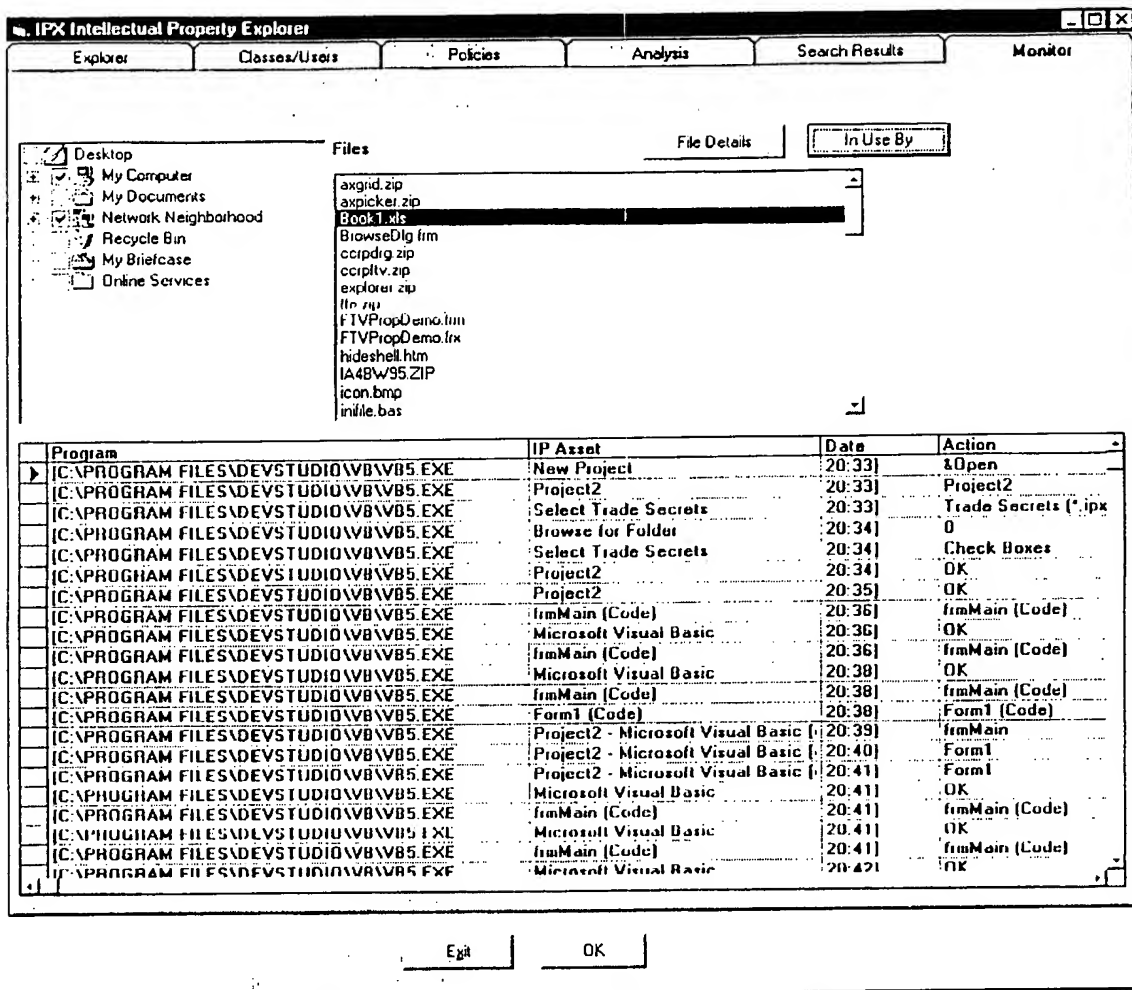 IPX Intellectual Property Explorer
Explorer Classes/Users Policies Analysis Search Results Monitor
File Details In Use By
Desktop
My Computer
My Documents
Network Neighborhood
Recycle Bin
My Briefcase
Online Services
Files
axgrid.zip
axpicker.zip
Book1.xls
BrowseDlg.frm
ccrpdrg.zip
ccrpftv.zip
explorer.zip
FTVPropDemo.frm
FTVPropDemo.frx
hideshell.htm
IA4BW95.ZIP
icon.bmp
inifile.bas
Program IP Asset Date Action
[C:\PROGRAM FILES\DEVSTUDIO\VB\VB5.EXE New Project 20:33] &Open
[C:\PROGRAM FILES\DEVSTUDIO\VB\VB5.EXE Project2 20:33] Project2
[C:\PROGRAM FILES\DEVSTUDIO\VB\VB5.EXE Select Trade Secrets 20:33] Trade Secrets (*.ipx
[C:\PROGRAM FILES\DEVSTUDIO\VB\VB5.EXE Browse for Folder 20:34] 0
[C:\PROGRAM FILES\DEVSTUDIO\VB\VB5.EXE Select Trade Secrets 20:34] Check Boxes
[C:\PROGRAM FILES\DEVSTUDIO\VB\VB5.EXE Project2 20:34] OK
[C:\PROGRAM FILES\DEVSTUDIO\VB\VB5.EXE Project2 20:35] OK
[C:\PROGRAM FILES\DEVSTUDIO\VB\VB5.EXE frmMain (Code) 20:36] frmMain (Code)
[C:\PROGRAM FILES\DEVSTUDIO\VB\VB5.EXE Microsoft Visual Basic 20:36] OK
[C:\PROGRAM FILES\DEVSTUDIO\VB\VB5.EXE frmMain (Code) 20:36] frmMain (Code)
[C:\PROGRAM FILES\DEVSTUDIO\VB\VB5.EXE Microsoft Visual Basic 20:38] OK
[C:\PROGRAM FILES\DEVSTUDIO\VB\VB5.EXE frmMain (Code) 20:38] frmMain (Code)
[C:\PROGRAM FILES\DEVSTUDIO\VB\VB5.EXE Form1 (Code) 20:38] Form1 (Code)
[C:\PROGRAM FILES\DEVSTUDIO\VB\VB5.EXE Project2 - Microsoft Visual Basic [ 20:39] frmMain
[C:\PROGRAM FILES\DEVSTUDIO\VB\VB5.EXE Project2 - Microsoft Visual Basic [ 20:40] Form1
[C:\PROGRAM FILES\DEVSTUDIO\VB\VB5.EXE Project2 - Microsoft Visual Basic [ 20:41] Form1
[C:\PROGRAM FILES\DEVSTUDIO\VB\VB5.EXE Microsoft Visual Basic 20:41] OK
[C:\PROGRAM FILES\DEVSTUDIO\VB\VB5.EXE frmMain (Code) 20:41] frmMain (Code)
[C:\PROGRAM FILES\DEVSTUDIO\VB\VB5.EXE Microsoft Visual Basic 20:41] OK
[C:\PROGRAM FILES\DEVSTUDIO\VB\VB5.EXE frmMain (Code) 20:41] frmMain (Code)
[C:\PROGRAM FILES\DEVSTUDIO\VB\VB5.EXE Microsoft Visual Basic 20:42] OK
Exit OK